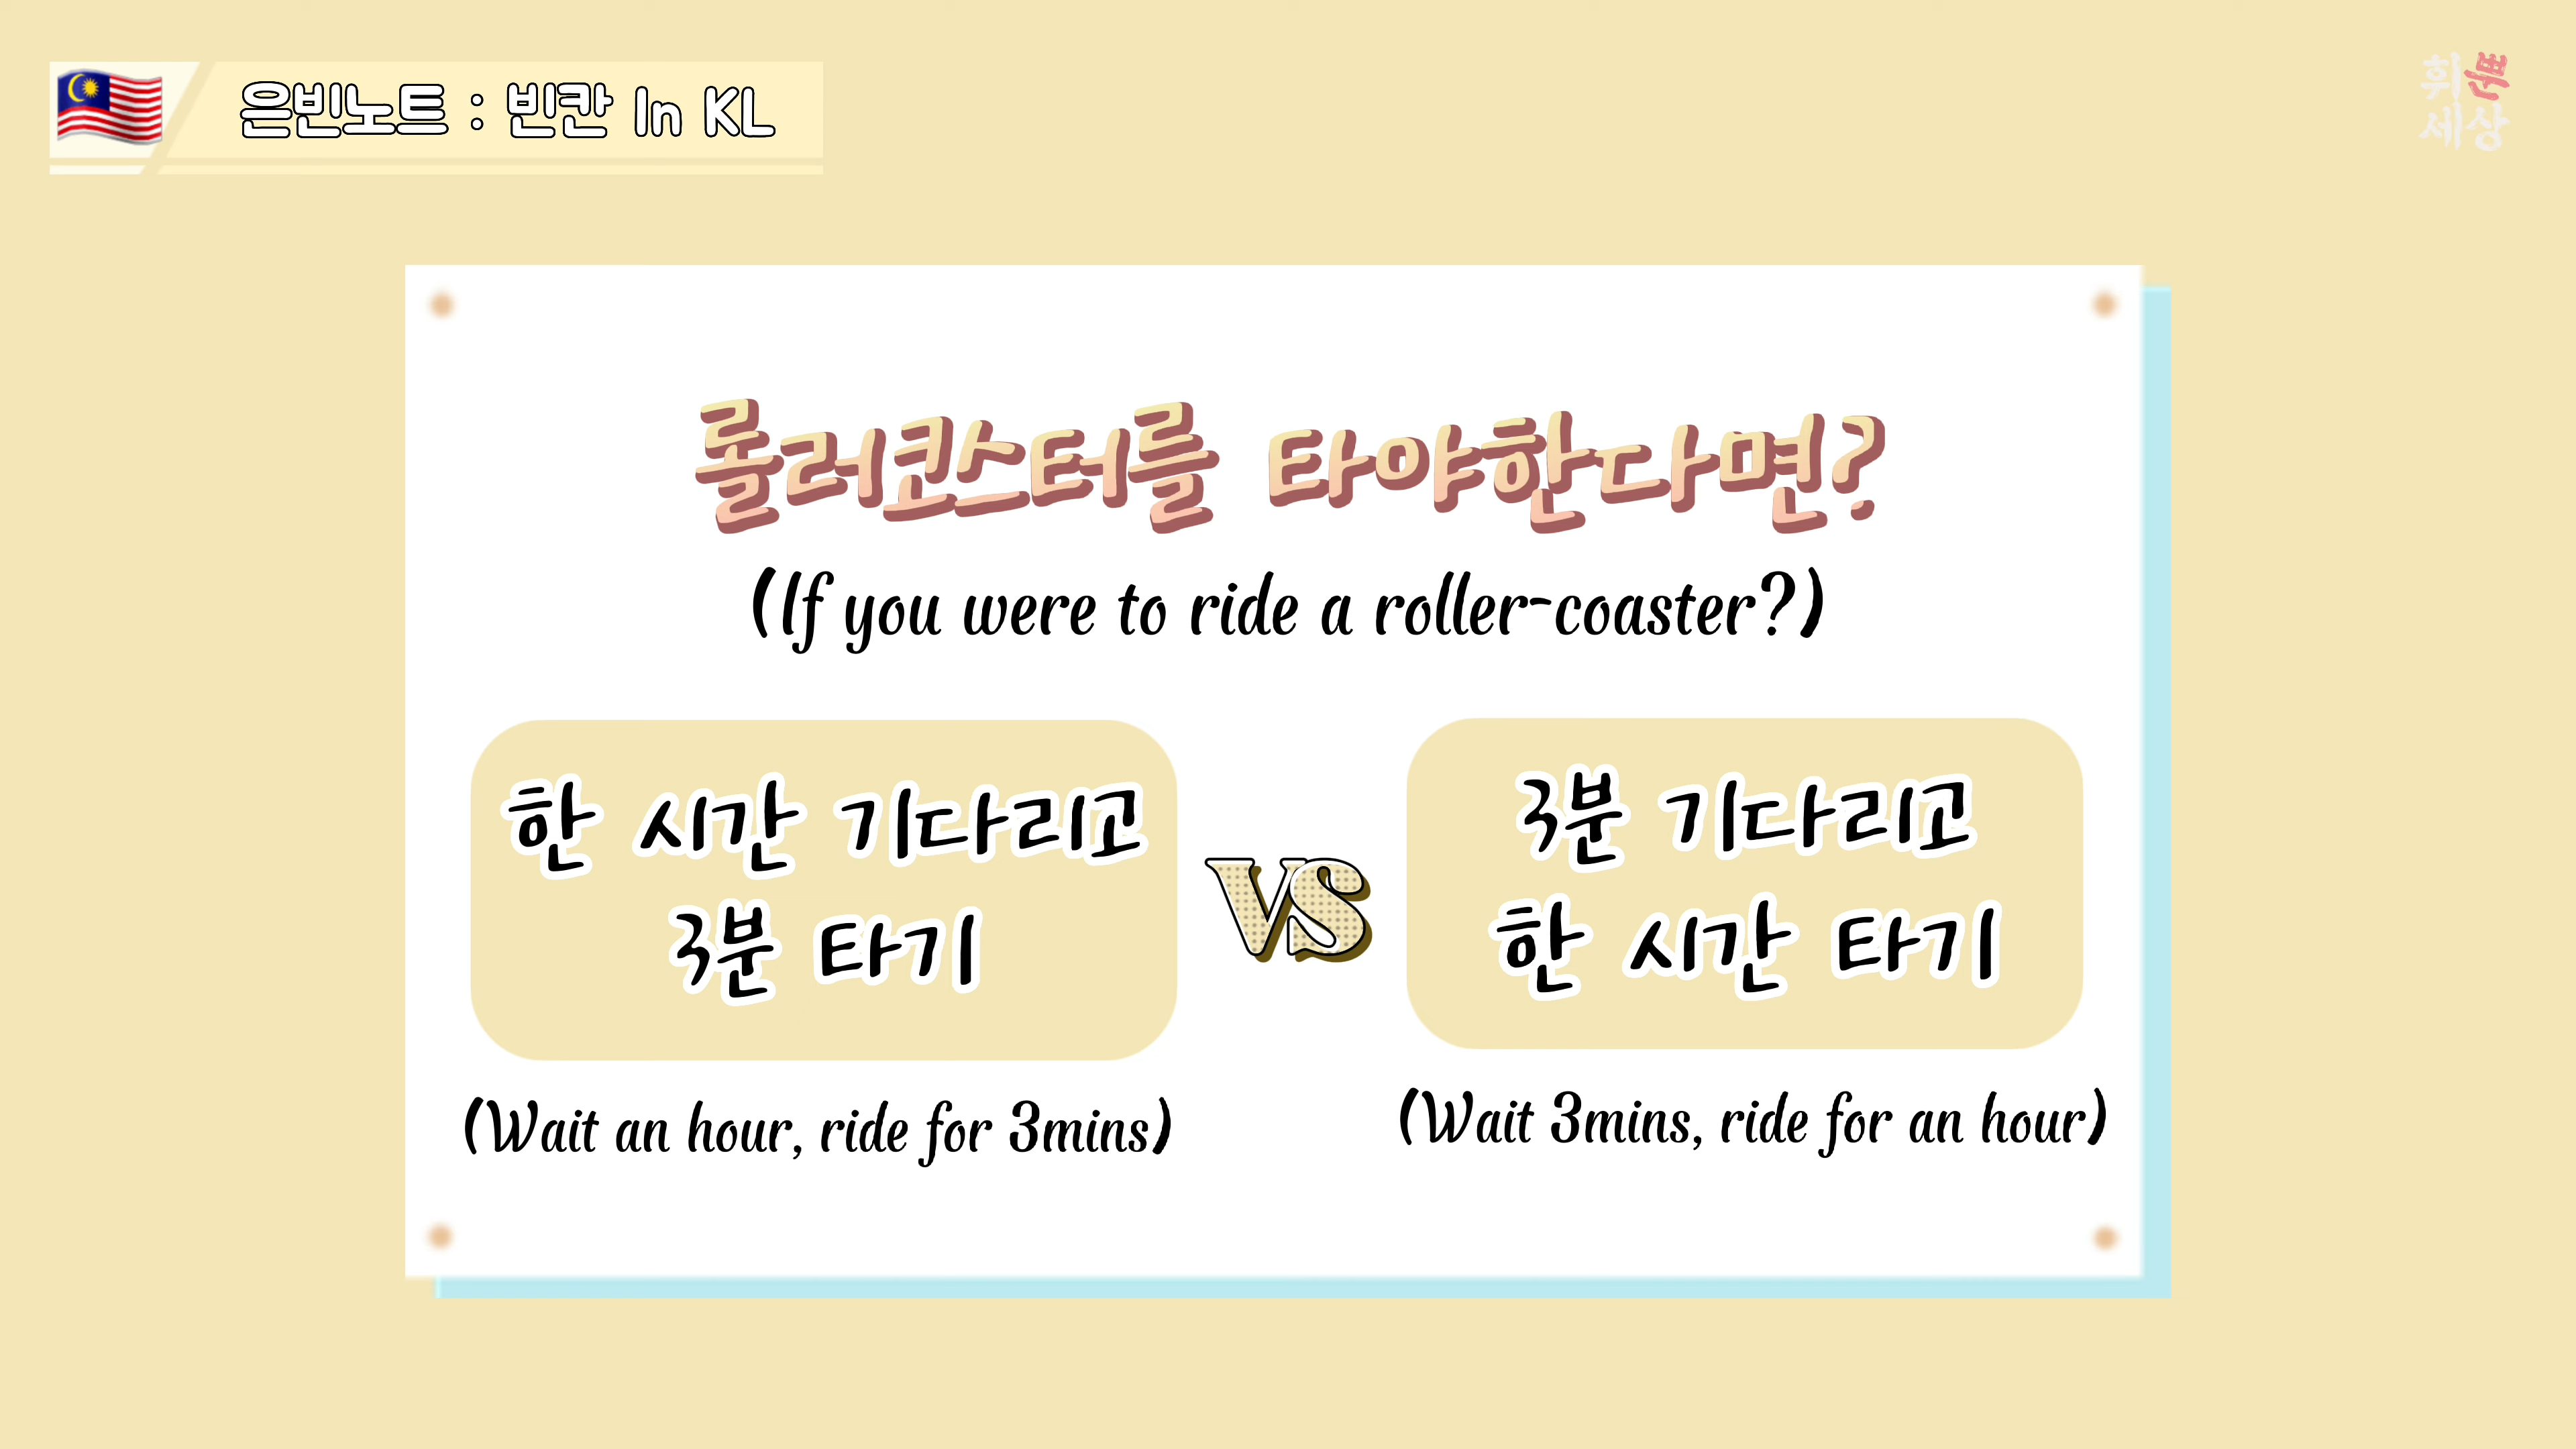 은빈노트 : 빈칸 In KL
휘뿐
세상
롤러코스터를 타야한다면?
(If you were to ride a roller-coaster?)
한 시간 기다리고
3분 타기
(Wait an hour, ride for 3mins)
VS
3분 기다리고
한 시간 타기
(Wait 3mins, ride for an hour)